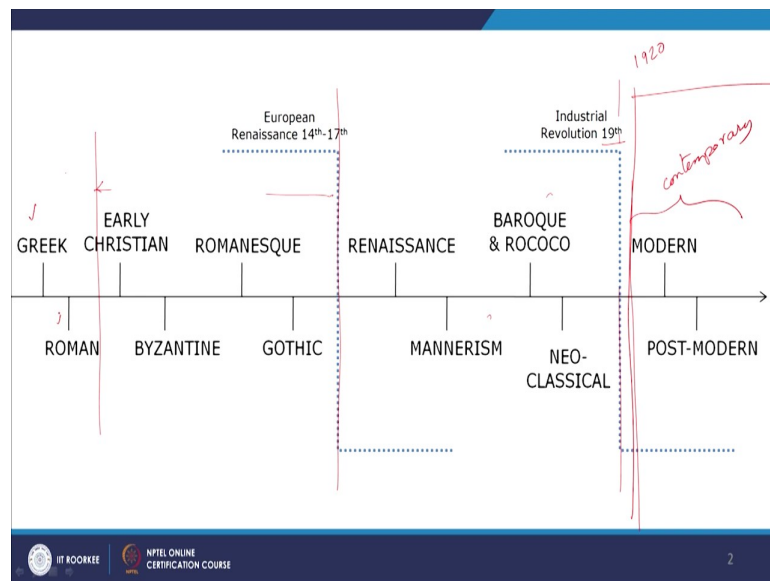 1920
European
Renaissance 14th-17th
Industrial
Revolution 19th
contemporary
EARLY
CHRISTIAN
GREEK
ROMANESQUE
RENAISSANCE
BAROQUE
& ROCOCO
MODERN
ROMAN
BYZANTINE
GOTHIC
MANNERISM
NEO-
CLASSICAL
POST-MODERN
IIT ROORKEE
NPTEL ONLINE
CERTIFICATION COURSE
2